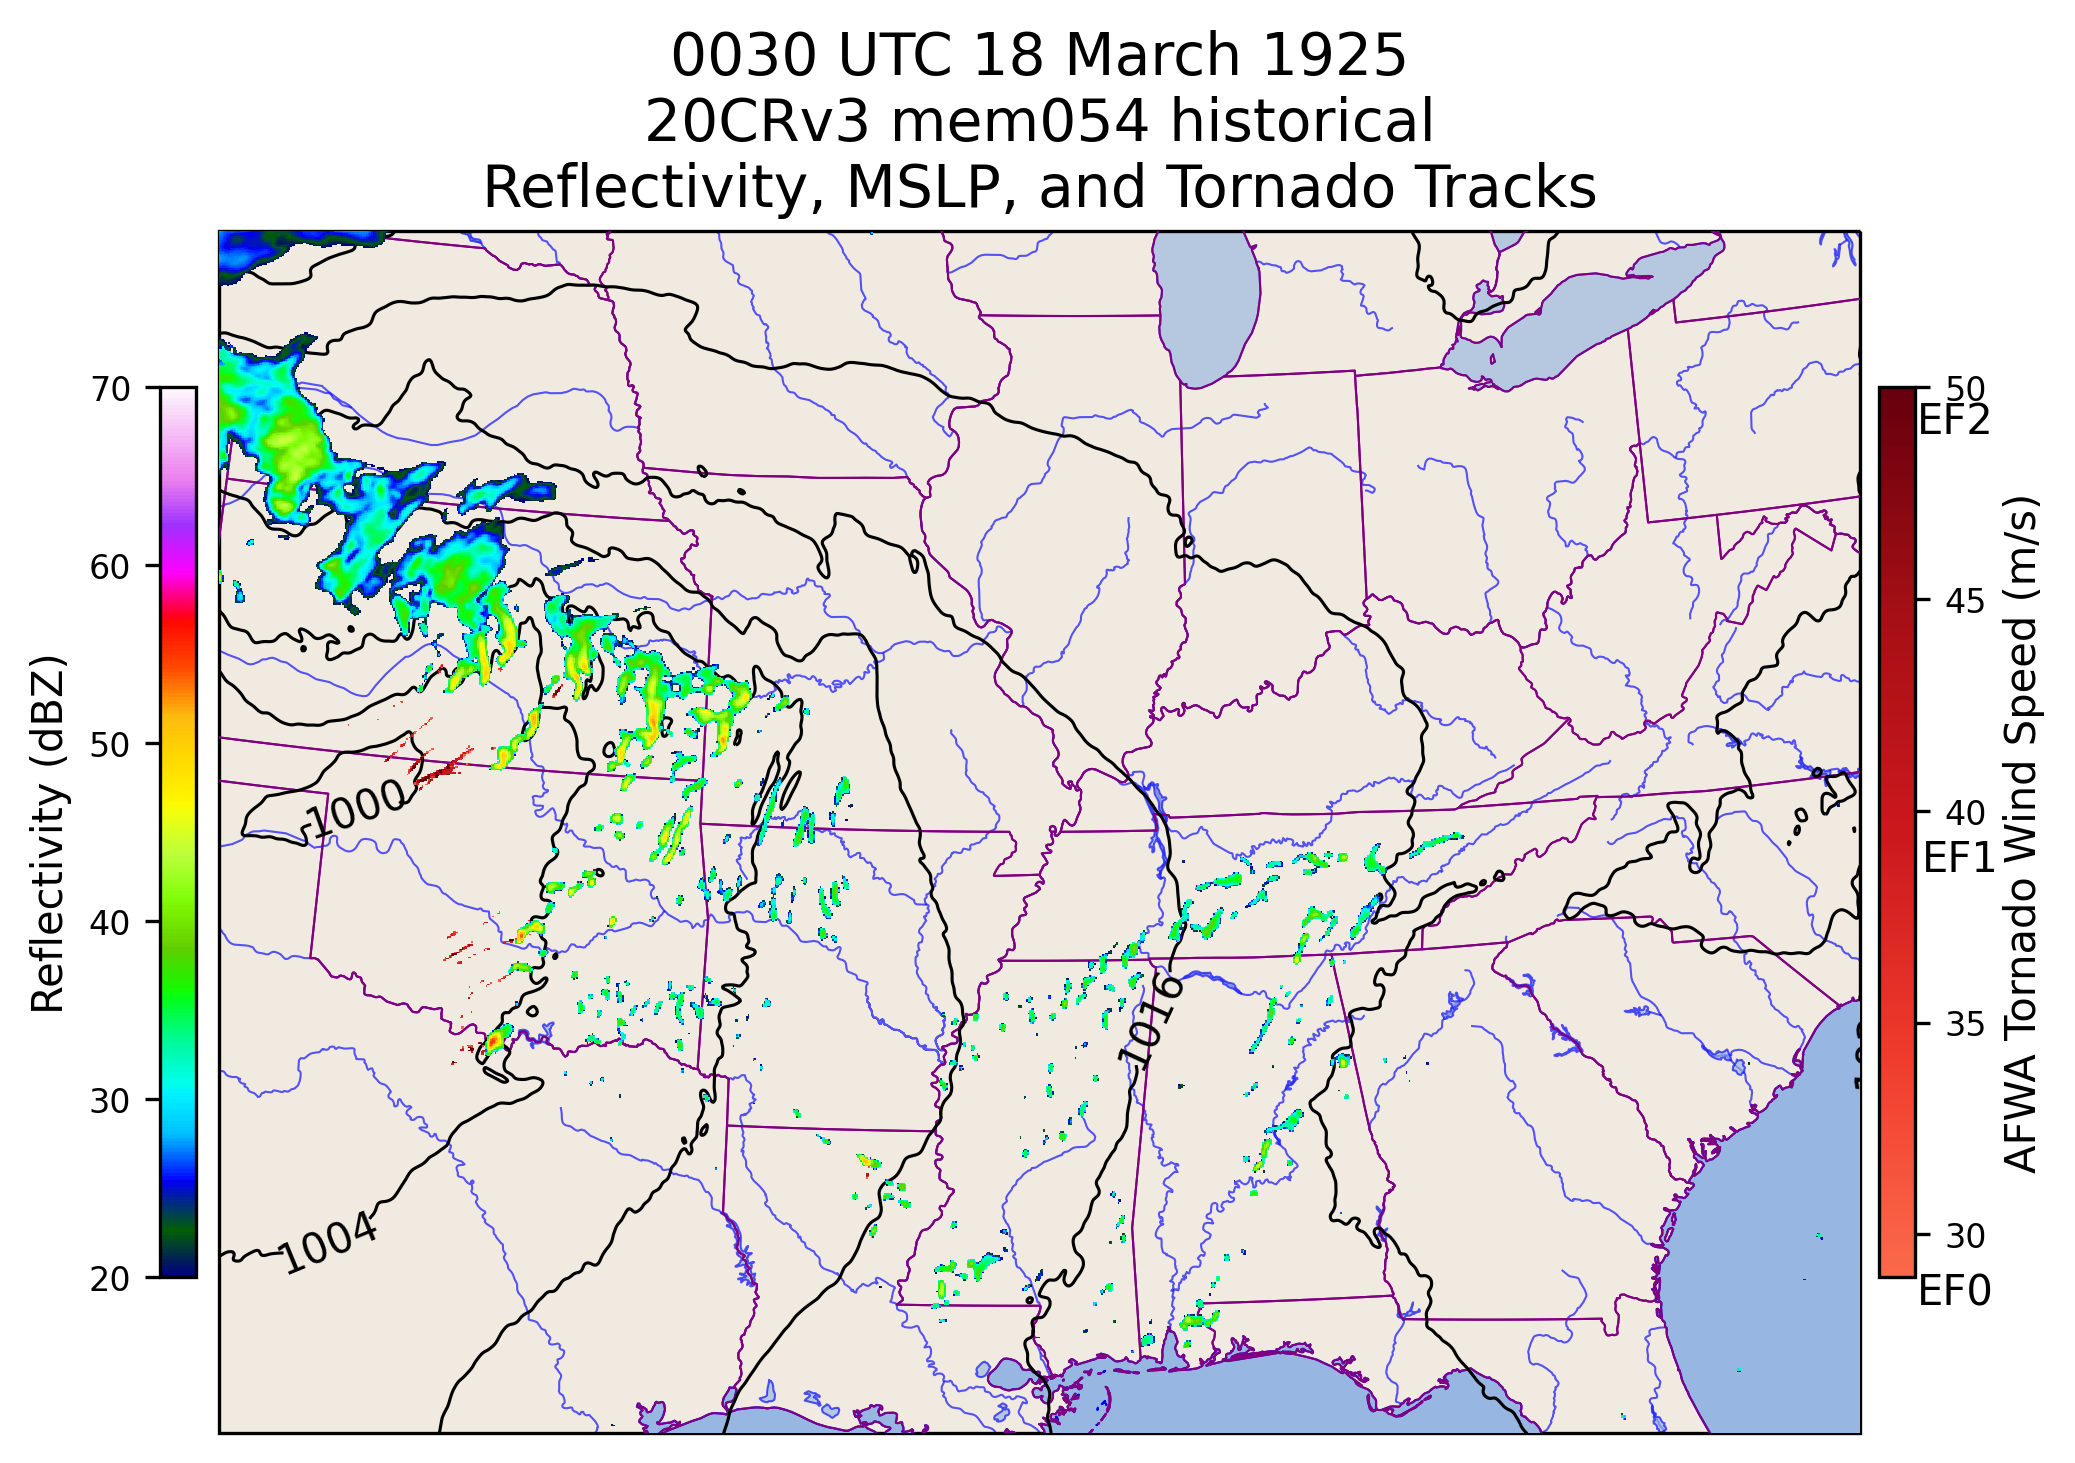 0030 UTC 18 March 1925
20CRv3 mem054 historical
Reflectivity, MSLP, and Tornado Tracks
Reflectivity (dBZ)
70
60
50
40
30
20
1000
1004
1016
50
EF2
45
40
EF1
35
30
EF0
AFWA Tornado Wind Speed (m/s)